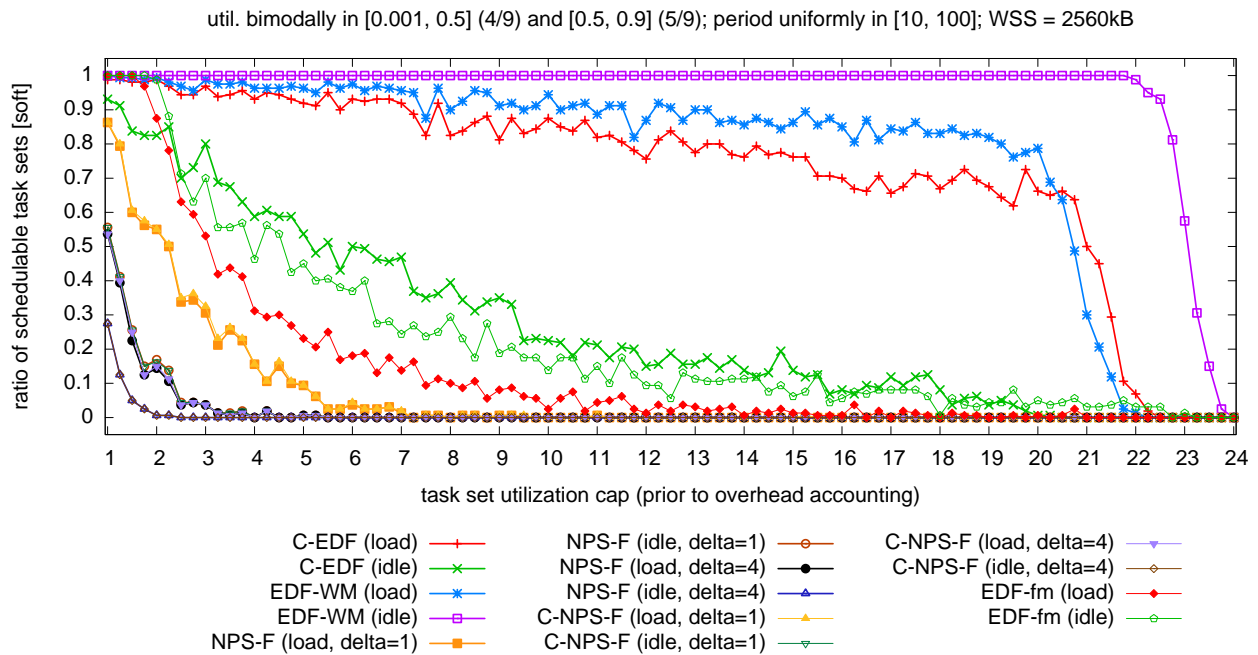 util. bimodally in [0.001, 0.5] (4/9) and [0.5, 0.9] (5/9); period uniformly in [10, 100]; WSS = 2560kB
ratio of schedulable task sets [soft]
1
0.9
0.8
0.7
0.6
0.5
0.4
0.3
0.2
0.1
0
1 2 3 4 5 6 7 8 9 10 11 12 13 14 15 16 17 18 19 20 21 22 23 24
task set utilization cap (prior to overhead accounting)
C-EDF (load)
C-EDF (idle)
EDF-WM (load)
EDF-WM (idle)
NPS-F (load, delta=1)
NPS-F (idle, delta=1)
NPS-F (load, delta=4)
NPS-F (idle, delta=4)
C-NPS-F (load, delta=1)
C-NPS-F (idle, delta=1)
C-NPS-F (load, delta=4)
C-NPS-F (idle, delta=4)
EDF-fm (load)
EDF-fm (idle)